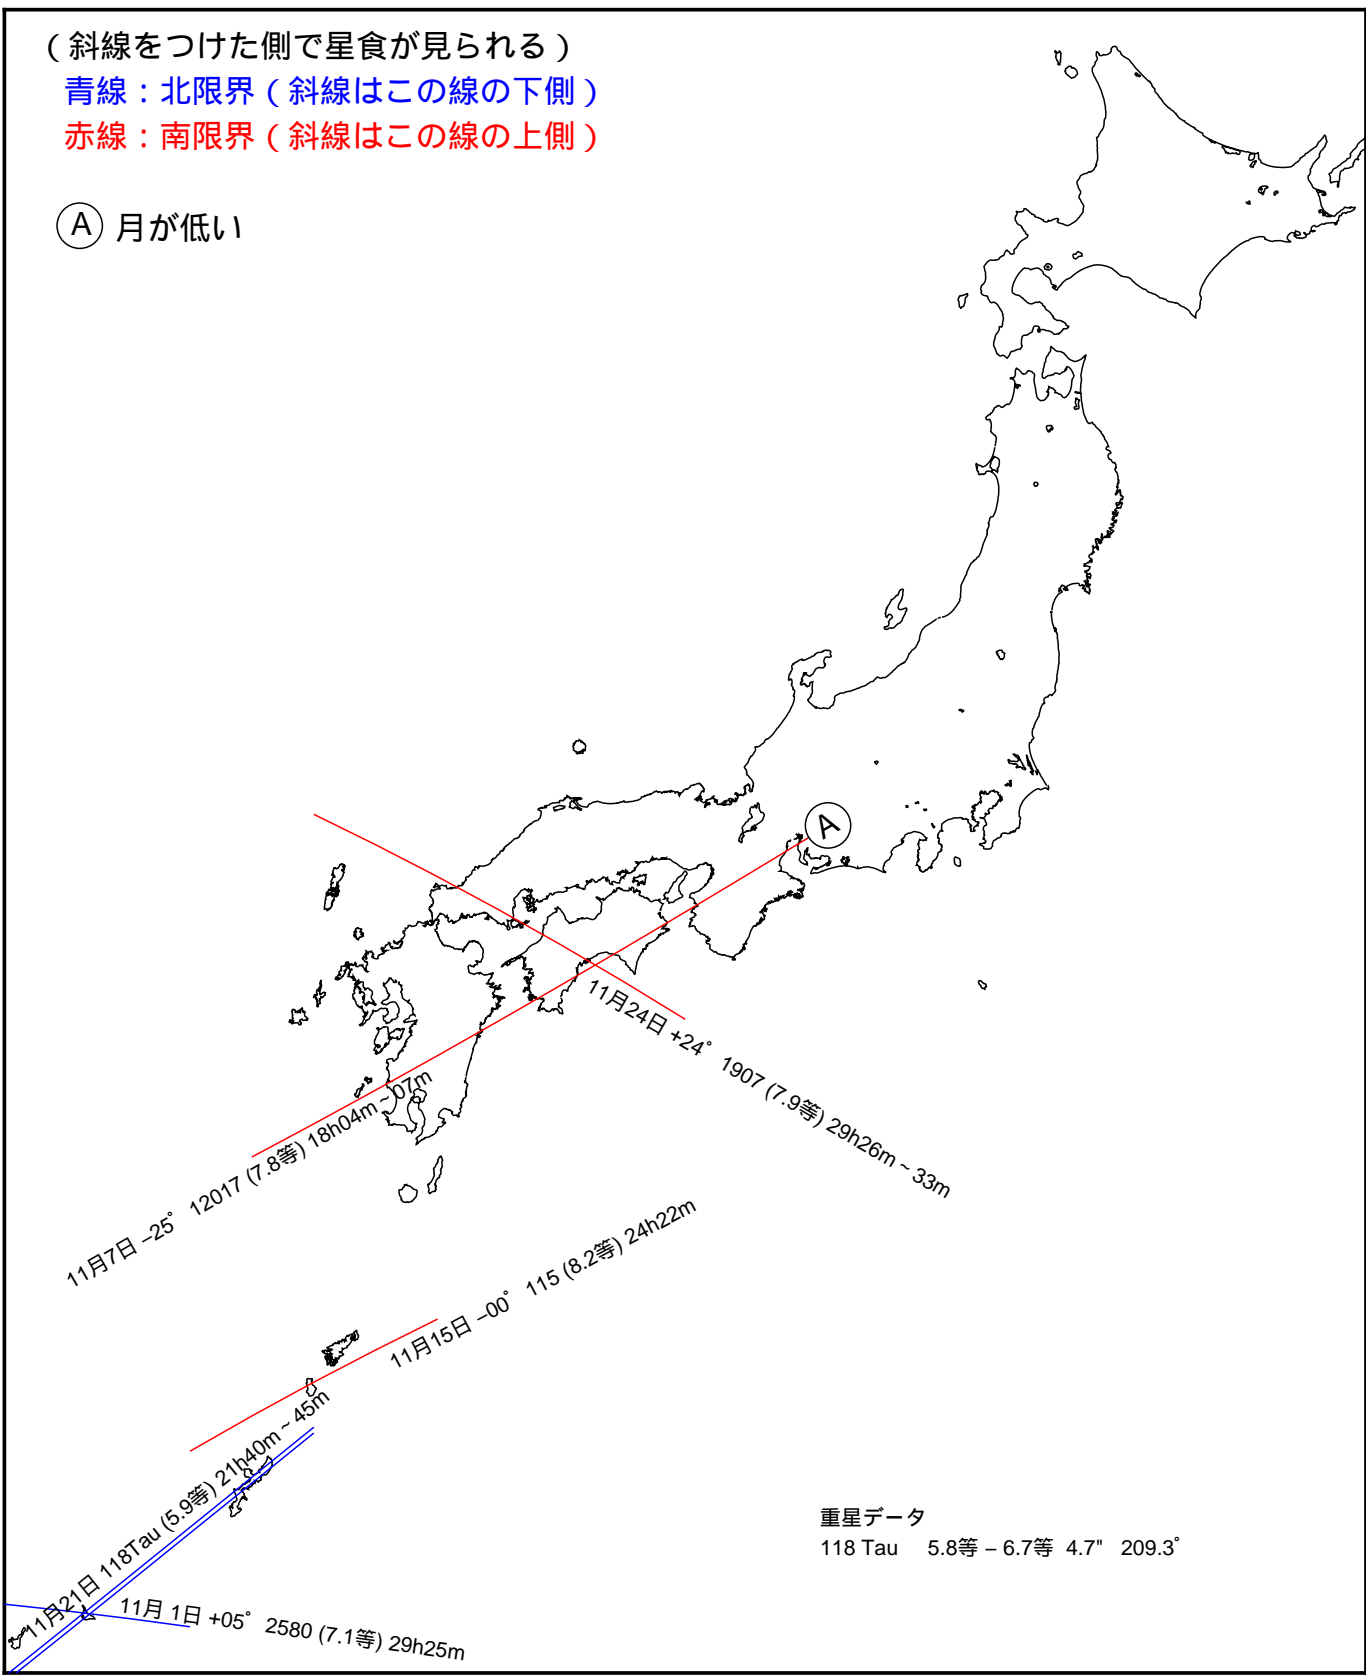 （斜線をつけた側で星食が見られる）
青線：北限界（斜線はこの線の下側）
赤線：南限界（斜線はこの線の上側）
A 月が低い
A
11月24日 +24° 1907 (7.9等) 29h26m ~ 33m
11月7日 −25° 12017 (7.8等) 18h04m ~ 07m
11月15日 −00° 115 (8.2等) 24h22m
11月21日 118Tau (5.9等) 21h40m ~ 45m
11月 1日 +05° 2580 (7.1等) 29h25m
重星データ
118 Tau 5.8等 − 6.7等 4.7" 209.3°